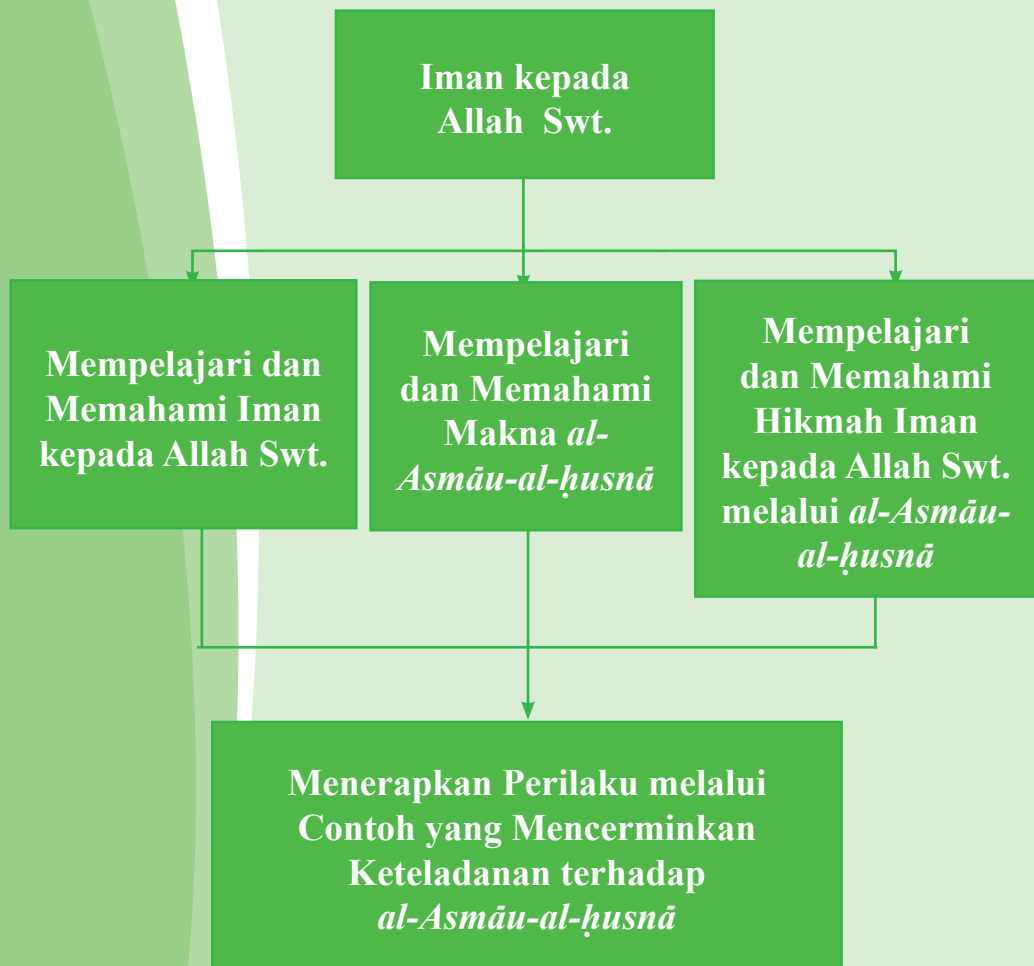 Iman kepada
Allah Swt.
Mempelajari dan
Memahami Iman
kepada Allah Swt.
Mempelajari
dan Memahami
Makna al-
Asmāu-al-ḥusnā
Mempelajari
dan Memahami
Hikmah Iman
kepada Allah Swt.
melalui al-Asmāu-
al-ḥusnā
Menerapkan Perilaku melalui
Contoh yang Mencerminkan
Keteladanan terhadap
al-Asmāu-al-ḥusnā